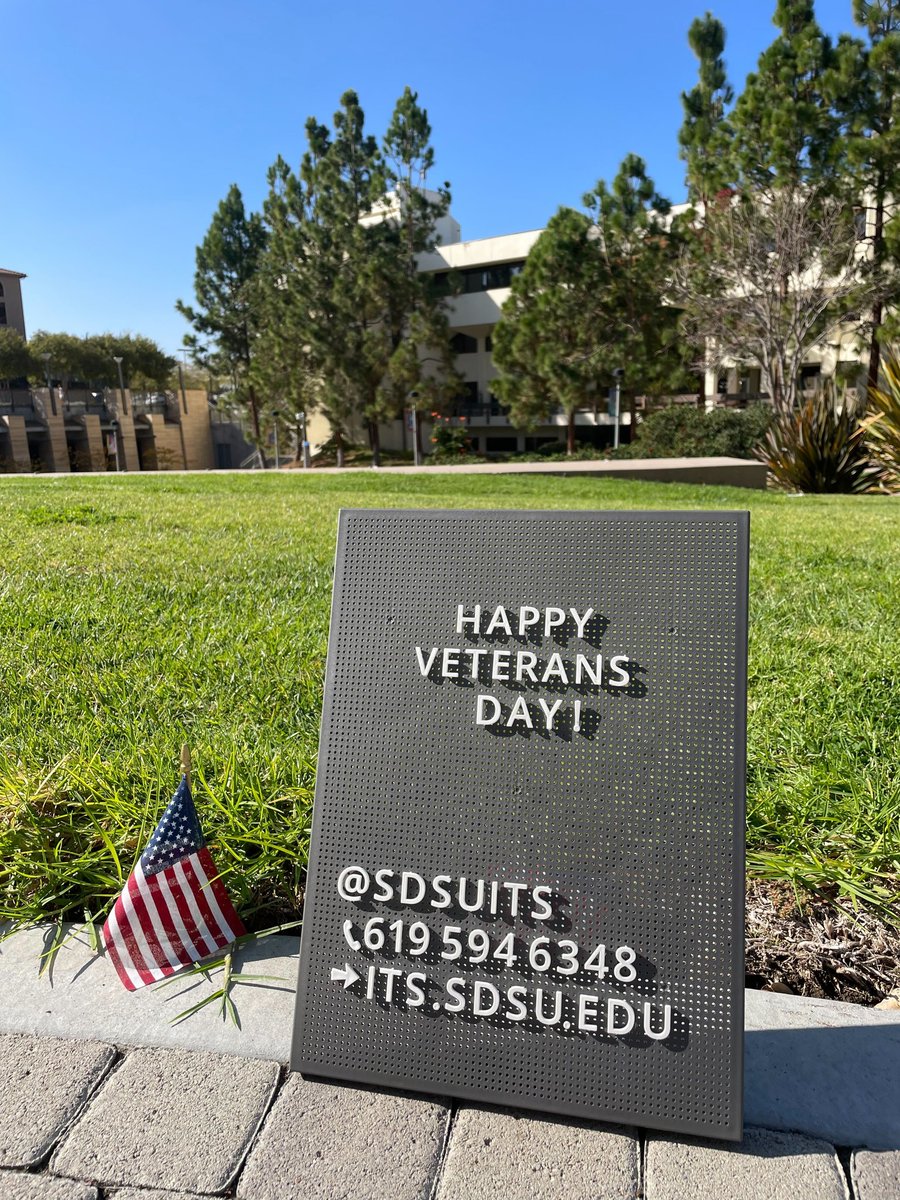 HAPPY
VETERANS
DAY!
@SDSUITS
619 594 6348
ITS.SDSU.EDU